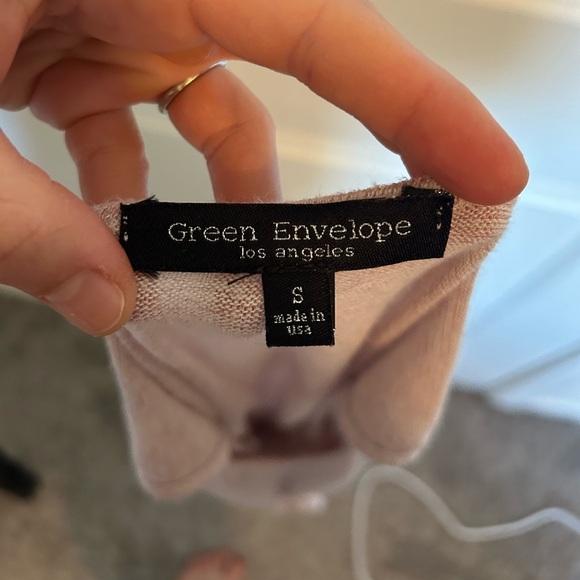 Green Envelope
los angeles
S
made in
usa